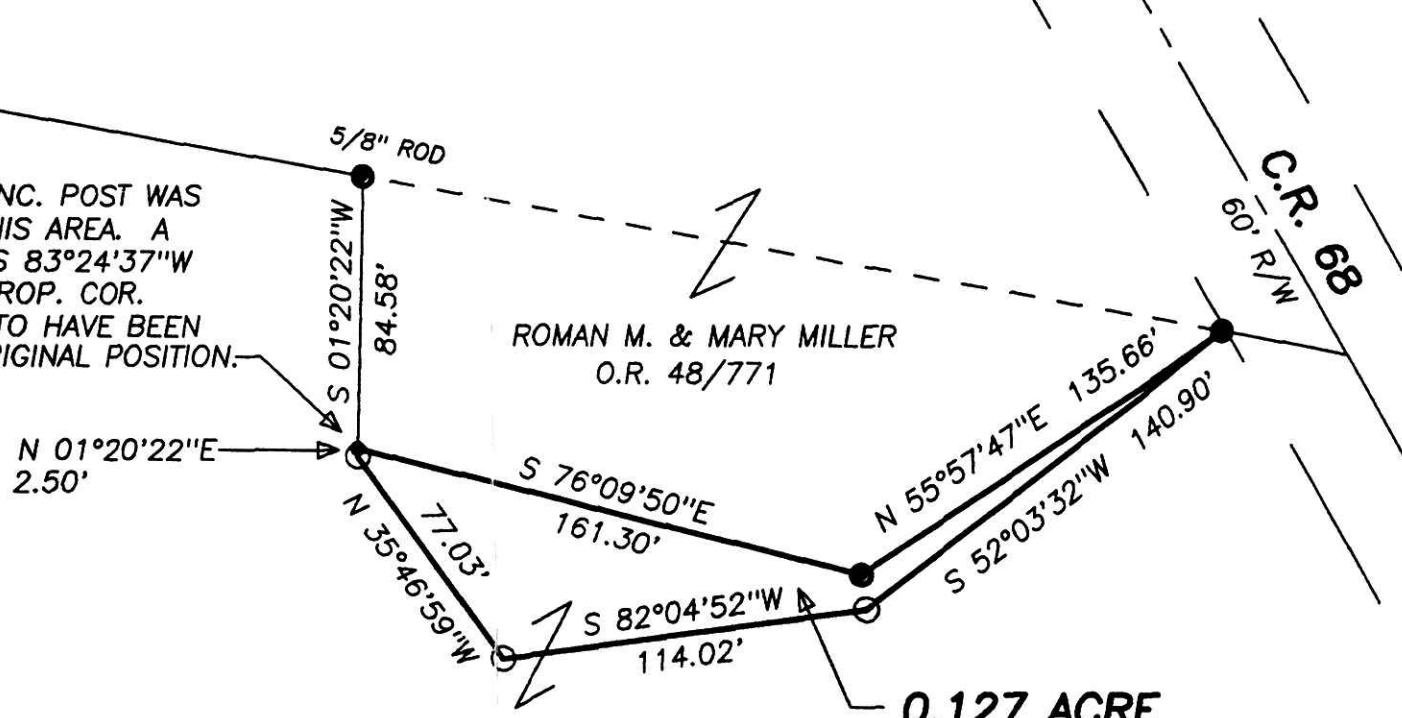 5/8" ROD
NC. POST WAS
HIS AREA. A
S 83°24'37"W
ROP. COR.
TO HAVE BEEN
RIGINAL POSITION.
S 01°20'22"W
84.58'
ROMAN M. & MARY MILLER
O.R. 48/771
C.R. 68
60' R/W
N 01°20'22"E
2.50'
S 76°09'50"E
161.30'
N 55°57'47"E 135.66'
S 52°03'32"W 140.90'
77.03'
N 35°46'59"W
S 82°04'52"W
114.02'
0.127 ACRE